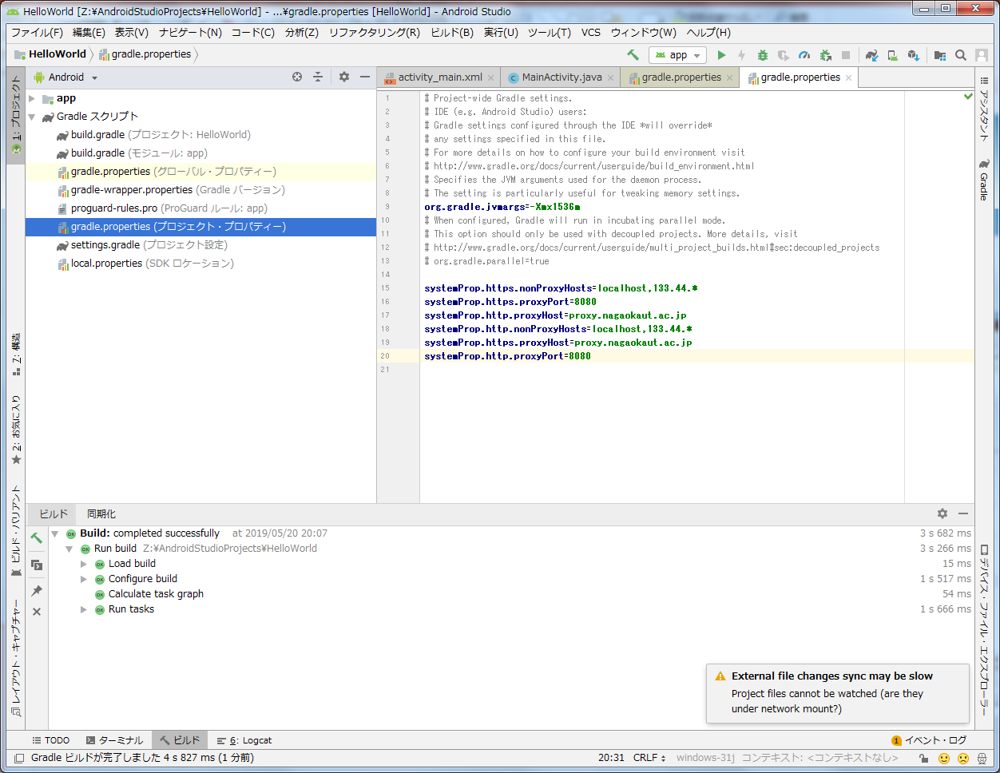 HelloWorld [Z:¥AndroidStudioProjects¥HelloWorld] - ...¥gradle.properties [HelloWorld] - Android Studio
ファイル(F) 編集(E) 表示(V) ナビゲート(N) コード(C) 分析(Z) リファクタリング(R) ビルド(B) 実行(U) ツール(T) VCS ウィンドウ(W) ヘルプ(H)
HelloWorld gradle.properties app
Android
activity_main.xml MainActivity.java gradle.properties gradle.properties
1: プロジェクト
Z: 構造
2: お気に入り
ビルド・バリアント
レイアウト・キャプチャー
app
Gradle スクリプト
build.gradle (プロジェクト: HelloWorld)
build.gradle (モジュール: app)
gradle.properties (グローバル・プロパティー)
gradle-wrapper.properties (Gradle バージョン)
proguard-rules.pro (ProGuard ルール: app)
gradle.properties (プロジェクト・プロパティー)
settings.gradle (プロジェクト設定)
local.properties (SDK ロケーション)
1 # Project-wide Gradle settings.
2 # IDE (e.g. Android Studio) users:
3 # Gradle settings configured through the IDE *will override*
4 # any settings specified in this file.
5 # For more details on how to configure your build environment visit
6 # http://www.gradle.org/docs/current/userguide/build_environment.html
7 # Specifies the JVM arguments used for the daemon process.
8 # The setting is particularly useful for tweaking memory settings.
9 org.gradle.jvmargs=-Xmx1536m
10 # When configured, Gradle will run in incubating parallel mode.
11 # This option should only be used with decoupled projects. More details, visit
12 # http://www.gradle.org/docs/current/userguide/multi_project_builds.html#sec:decoupled_projects
13 # org.gradle.parallel=true
14
15 systemProp.https.nonProxyHosts=localhost,133.44.*
16 systemProp.https.proxyPort=8080
17 systemProp.http.proxyHost=proxy.nagaokaut.ac.jp
18 systemProp.http.nonProxyHosts=localhost,133.44.*
19 systemProp.https.proxyHost=proxy.nagaokaut.ac.jp
20 systemProp.http.proxyPort=8080
21
アシスタント
Gradle
デバイス・ファイル・エクスプローラー
ビルド 同期化
Build: completed successfully at 2019/05/20 20:07 3 s 682 ms
Run build Z:¥AndroidStudioProjects¥HelloWorld 3 s 266 ms
Load build 15 ms
Configure build 1 s 517 ms
Calculate task graph 54 ms
Run tasks 1 s 666 ms
External file changes sync may be slow
Project files cannot be watched (are they
under network mount?)
TODO ターミナル ビルド 6: Logcat 1 イベント・ログ
Gradle ビルドが完了しました 4 s 827 ms (1 分前) 20:31 CRLF windows-31j コンテキスト: <コンテキストなし>